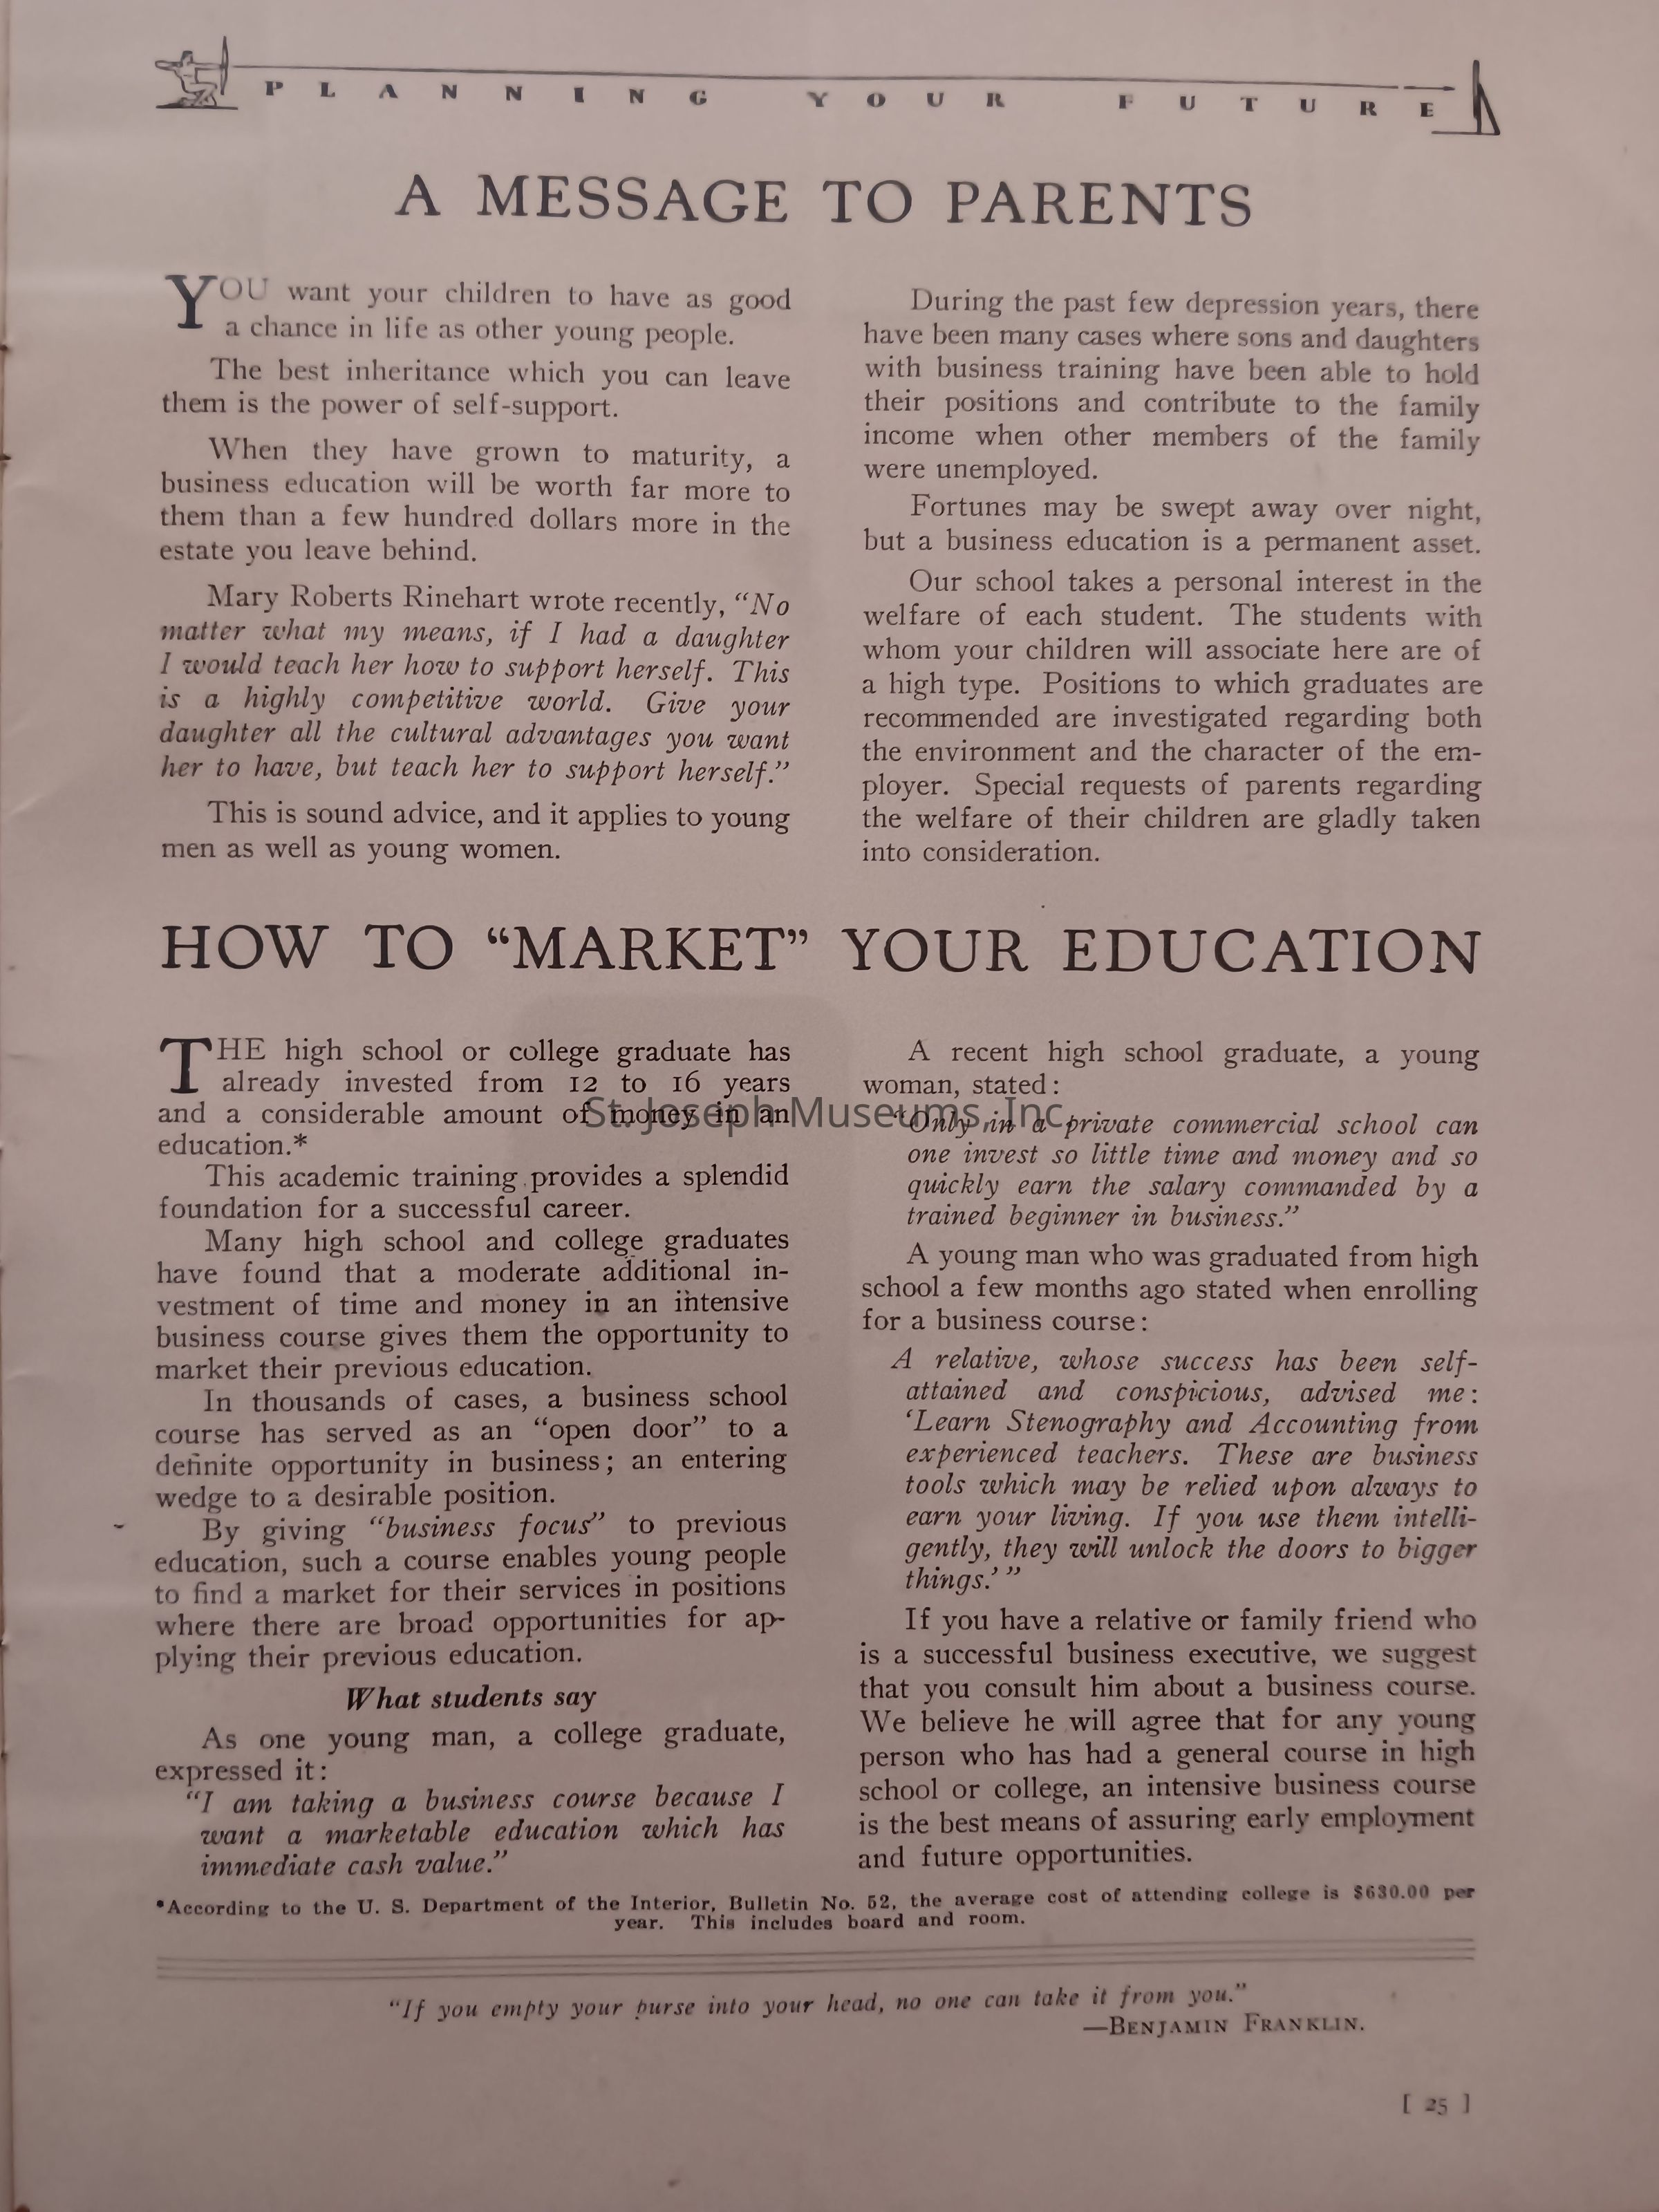 PLANNING YOUR FUTURE
A MESSAGE TO PARENTS
YOU want your children to have as good
a chance in life as other young people.
The best inheritance which you can leave
them is the power of self-support.
When they have grown to maturity, a
business education will be worth far more to
them than a few hundred dollars more in the
estate you leave behind.
Mary Roberts Rinehart wrote recently, “No
matter what my means, if I had a daughter
I would teach her how to support herself. This
is a highly competitive world. Give your
daughter all the cultural advantages you want
her to have, but teach her to support herself.”
This is sound advice, and it applies to young
men as well as young women.
During the past few depression years, there
have been many cases where sons and daughters
with business training have been able to hold
their positions and contribute to the family
income when other members of the family
were unemployed.
Fortunes may be swept away over night,
but a business education is a permanent asset.
Our school takes a personal interest in the
welfare of each student. The students with
whom your children will associate here are of
a high type. Positions to which graduates are
recommended are investigated regarding both
the environment and the character of the em-
ployer. Special requests of parents regarding
the welfare of their children are gladly taken
into consideration.
HOW TO “MARKET” YOUR EDUCATION
THE high school or college graduate has
already invested from 12 to 16 years
and a considerable amount of money in an
education.*
This academic training provides a splendid
foundation for a successful career.
Many high school and college graduates
have found that a moderate additional in-
vestment of time and money in an intensive
business course gives them the opportunity to
market their previous education.
In thousands of cases, a business school
course has served as an “open door” to a
definite opportunity in business; an entering
wedge to a desirable position.
By giving “business focus” to previous
education, such a course enables young people
to find a market for their services in positions
where there are broad opportunities for ap-
plying their previous education.
What students say
As one young man, a college graduate,
expressed it:
“I am taking a business course because I
want a marketable education which has
immediate cash value.”
A recent high school graduate, a young
woman, stated:
“Only in a private commercial school can
one invest so little time and money and so
quickly earn the salary commanded by a
trained beginner in business.”
A young man who was graduated from high
school a few months ago stated when enrolling
for a business course:
A relative, whose success has been self-
attained and conspicious, advised me:
‘Learn Stenography and Accounting from
experienced teachers. These are business
tools which may be relied upon always to
earn your living. If you use them intelli-
gently, they will unlock the doors to bigger
things.’ ”
If you have a relative or family friend who
is a successful business executive, we suggest
that you consult him about a business course.
We believe he will agree that for any young
person who has had a general course in high
school or college, an intensive business course
is the best means of assuring early employment
and future opportunities.
*According to the U. S. Department of the Interior, Bulletin No. 52, the average cost of attending college is $630.00 per
year. This includes board and room.
“If you empty your purse into your head, no one can take it from you.”
—BENJAMIN FRANKLIN.
[ 25 ]
St. Joseph Museums, Inc.